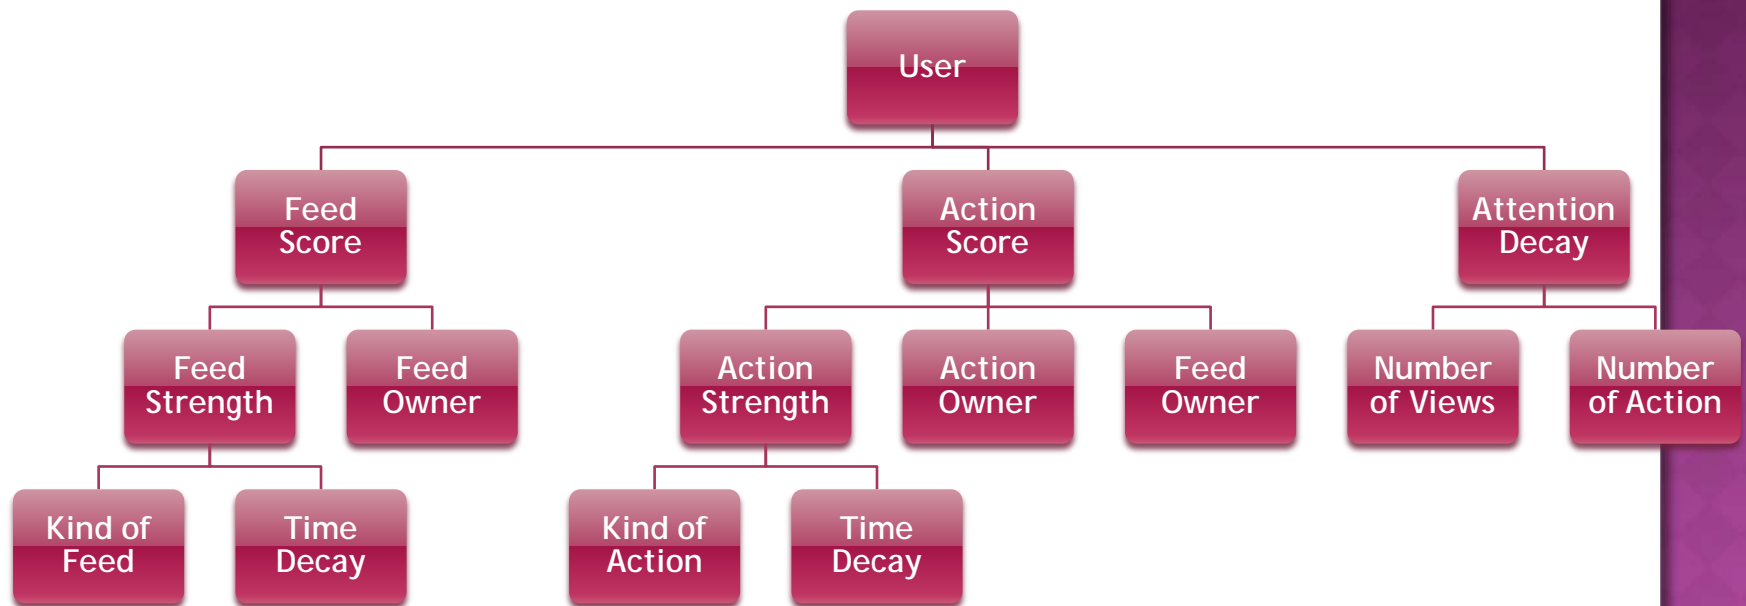 User
Feed
Score
Action
Score
Attention
Decay
Feed
Strength
Feed
Owner
Action
Strength
Action
Owner
Feed
Owner
Number
of Views
Number
of Action
Kind of
Feed
Time
Decay
Kind of
Action
Time
Decay